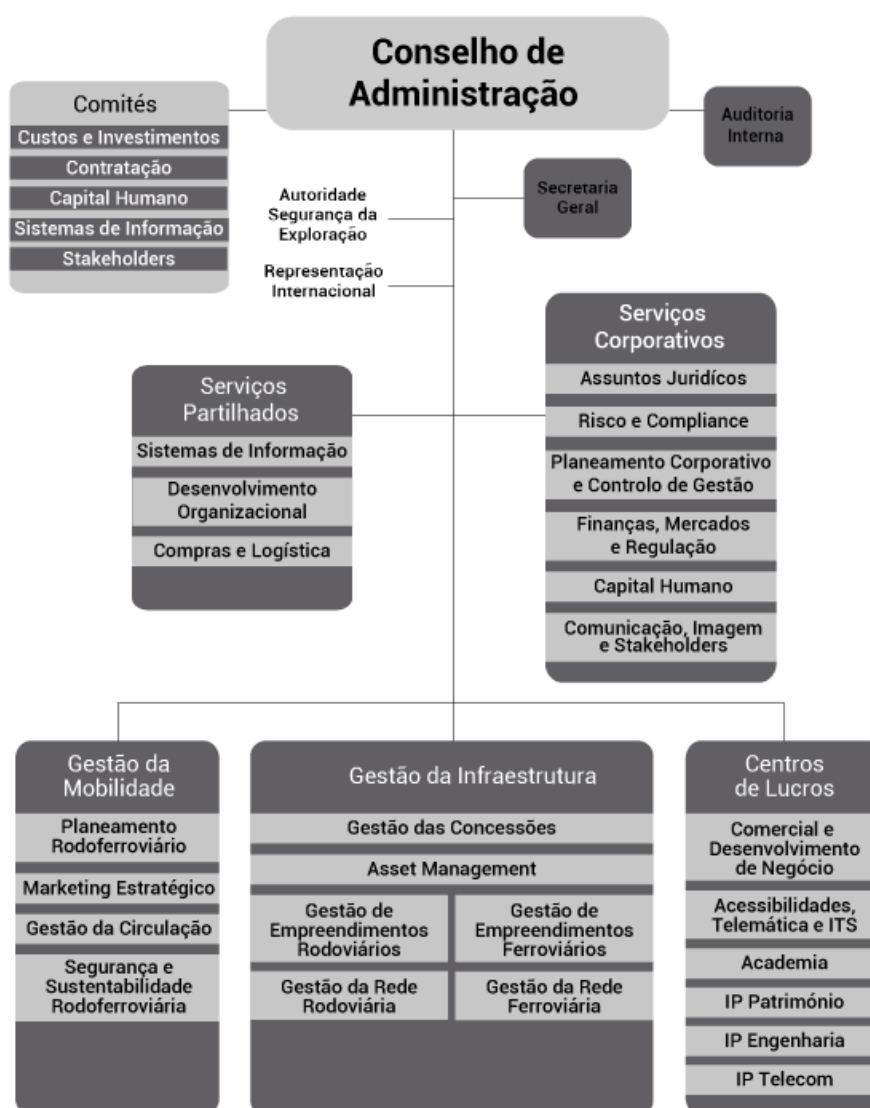 Conselho de
Administração
Comités
Custos e Investimentos
Contratação
Capital Humano
Sistemas de Informação
Stakeholders
Auditoria
Interna
Secretaria
Geral
Autoridade
Segurança da
Exploração
Representação
Internacional
Serviços
Partilhados
Sistemas de Informação
Desenvolvimento
Organizacional
Compras e Logística
Serviços
Corporativos
Assuntos Juridícos
Risco e Compliance
Planeamento Corporativo
e Controlo de Gestão
Finanças, Mercados
e Regulação
Capital Humano
Comunicação, Imagem
e Stakeholders
Gestão da
Mobilidade
Planeamento
Rodoferroviário
Marketing Estratégico
Gestão da Circulação
Segurança e
Sustentabilidade
Rodoferroviária
Gestão da Infraestrutura
Gestão das Concessões
Asset Management
Gestão de
Empreendimentos
Rodoviários
Gestão de
Empreendimentos
Ferroviários
Gestão da Rede
Rodoviária
Gestão da Rede
Ferroviária
Centros
de Lucros
Comercial e
Desenvolvimento
de Negócio
Acessibilidades,
Telemática e ITS
Academia
IP Património
IP Engenharia
IP Telecom